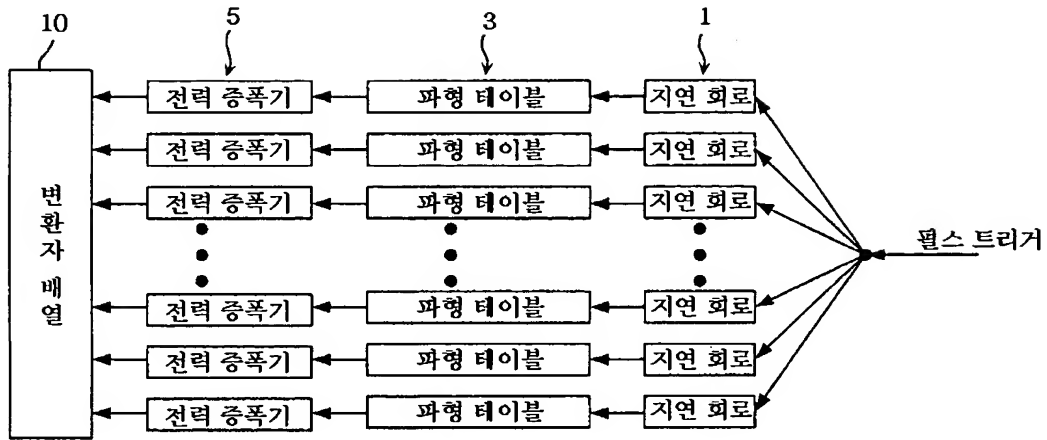 10 5 3 1
전력 증폭기 파형 테이블 지연 회로
전력 증폭기 파형 테이블 지연 회로
전력 증폭기 파형 테이블 지연 회로
변환자 배열
펄스 트리거
전력 증폭기 파형 테이블 지연 회로
전력 증폭기 파형 테이블 지연 회로
전력 증폭기 파형 테이블 지연 회로